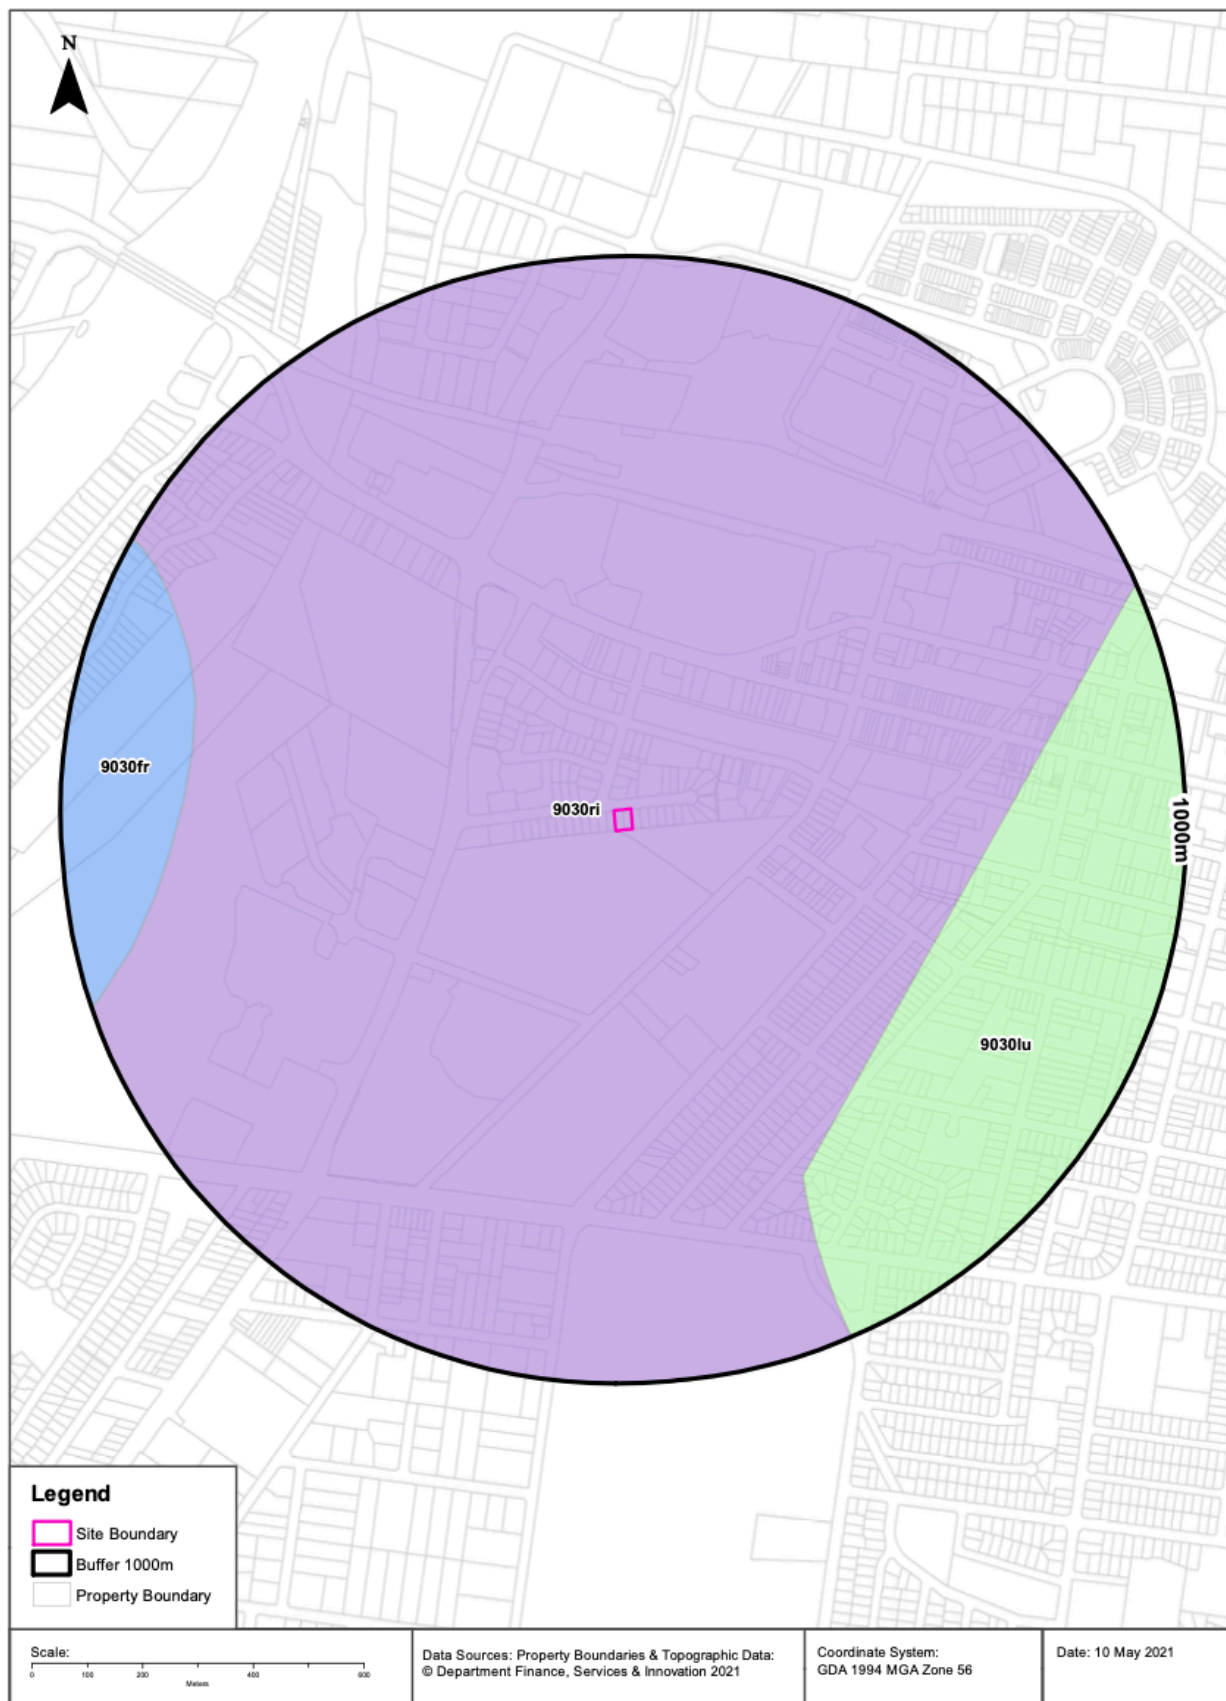 N
9030fr
9030ri
1000m
9030lu
Legend
Site Boundary
Buffer 1000m
Property Boundary
Scale:
0 100 200 400 600
Meters
Data Sources: Property Boundaries & Topographic Data:
© Department Finance, Services & Innovation 2021
Coordinate System:
GDA 1994 MGA Zone 56
Date: 10 May 2021